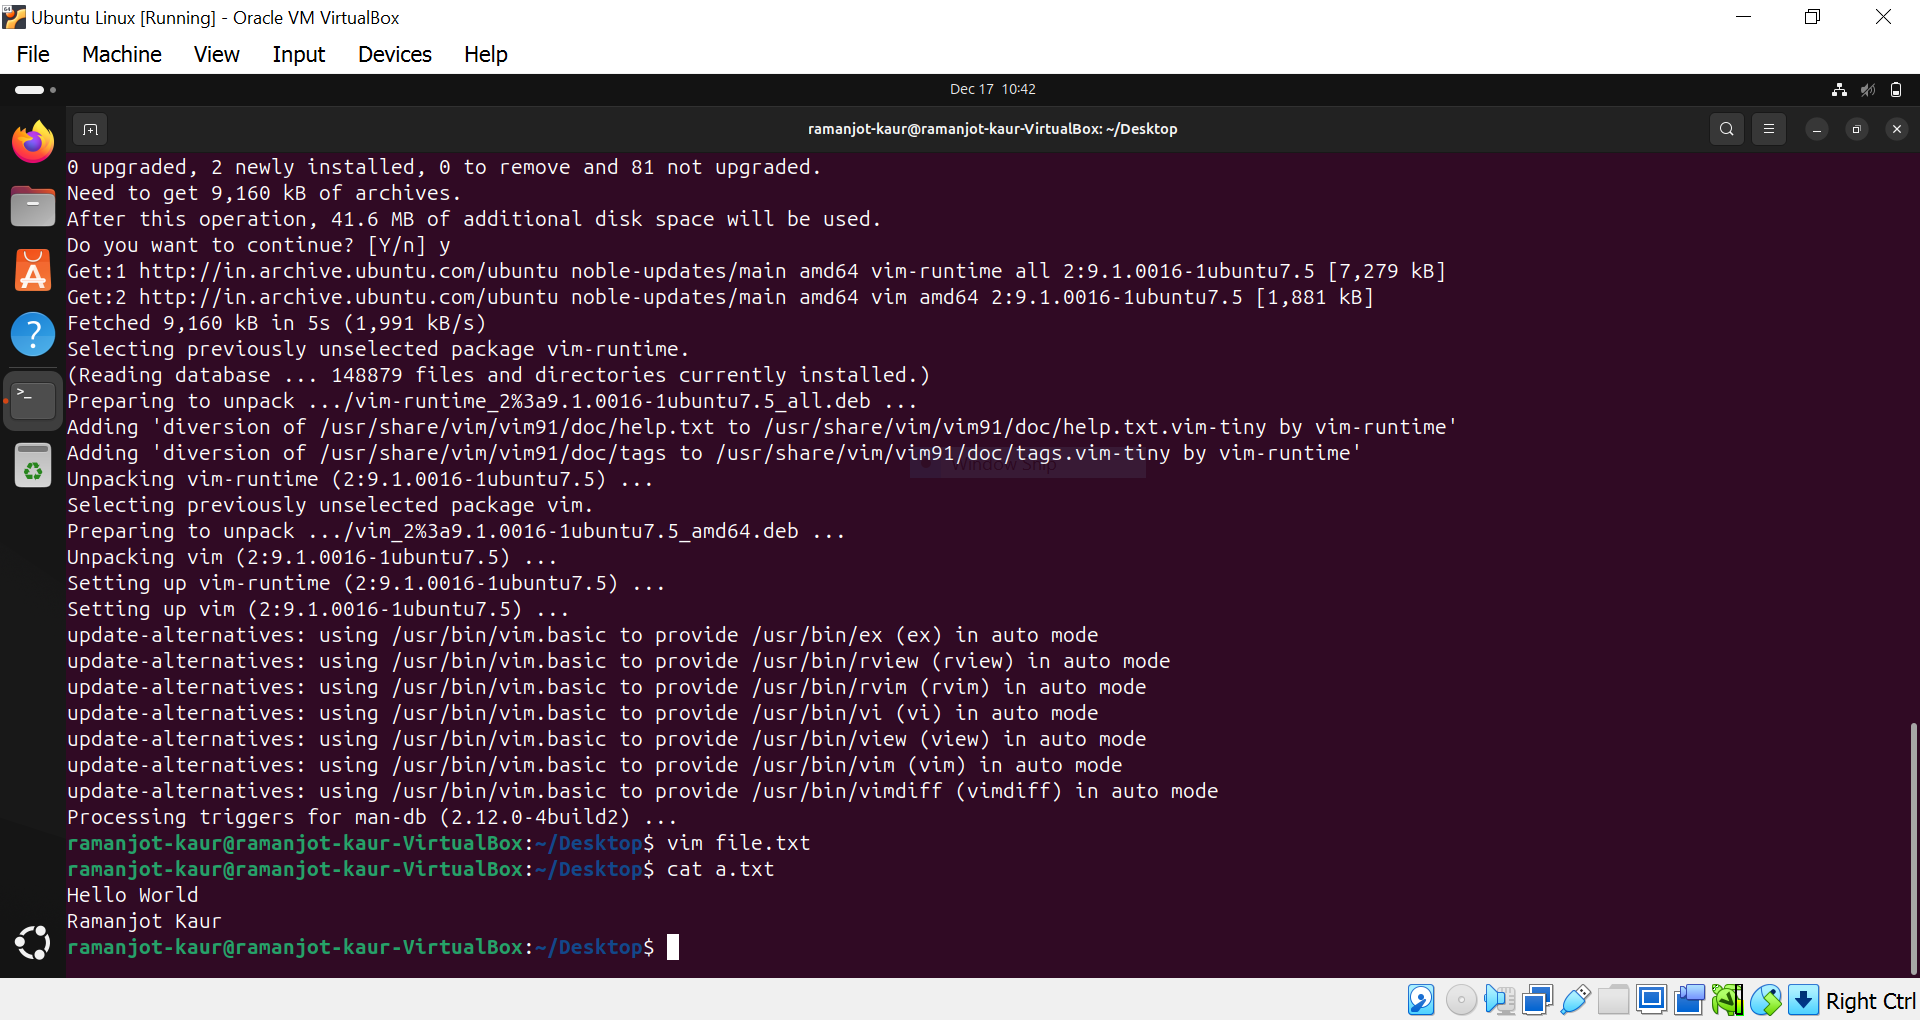 Ubuntu Linux [Running] - Oracle VM VirtualBox
File Machine View Input Devices Help
Dec 17 10:42
ramanjot-kaur@ramanjot-kaur-VirtualBox: ~/Desktop
0 upgraded, 2 newly installed, 0 to remove and 81 not upgraded.
Need to get 9,160 kB of archives.
After this operation, 41.6 MB of additional disk space will be used.
Do you want to continue? [Y/n] y
Get:1 http://in.archive.ubuntu.com/ubuntu noble-updates/main amd64 vim-runtime all 2:9.1.0016-1ubuntu7.5 [7,279 kB]
Get:2 http://in.archive.ubuntu.com/ubuntu noble-updates/main amd64 vim amd64 2:9.1.0016-1ubuntu7.5 [1,881 kB]
Fetched 9,160 kB in 5s (1,991 kB/s)
Selecting previously unselected package vim-runtime.
(Reading database ... 148879 files and directories currently installed.)
Preparing to unpack .../vim-runtime_2%3a9.1.0016-1ubuntu7.5_all.deb ...
Adding 'diversion of /usr/share/vim/vim91/doc/help.txt to /usr/share/vim/vim91/doc/help.txt.vim-tiny by vim-runtime'
Adding 'diversion of /usr/share/vim/vim91/doc/tags to /usr/share/vim/vim91/doc/tags.vim-tiny by vim-runtime'
Window Snip
Unpacking vim-runtime (2:9.1.0016-1ubuntu7.5) ...
Selecting previously unselected package vim.
Preparing to unpack .../vim_2%3a9.1.0016-1ubuntu7.5_amd64.deb ...
Unpacking vim (2:9.1.0016-1ubuntu7.5) ...
Setting up vim-runtime (2:9.1.0016-1ubuntu7.5) ...
Setting up vim (2:9.1.0016-1ubuntu7.5) ...
update-alternatives: using /usr/bin/vim.basic to provide /usr/bin/ex (ex) in auto mode
update-alternatives: using /usr/bin/vim.basic to provide /usr/bin/rview (rview) in auto mode
update-alternatives: using /usr/bin/vim.basic to provide /usr/bin/rvim (rvim) in auto mode
update-alternatives: using /usr/bin/vim.basic to provide /usr/bin/vi (vi) in auto mode
update-alternatives: using /usr/bin/vim.basic to provide /usr/bin/view (view) in auto mode
update-alternatives: using /usr/bin/vim.basic to provide /usr/bin/vim (vim) in auto mode
update-alternatives: using /usr/bin/vim.basic to provide /usr/bin/vimdiff (vimdiff) in auto mode
Processing triggers for man-db (2.12.0-4build2) ...
ramanjot-kaur@ramanjot-kaur-VirtualBox:~/Desktop$ vim file.txt
ramanjot-kaur@ramanjot-kaur-VirtualBox:~/Desktop$ cat a.txt
Hello World
Ramanjot Kaur
ramanjot-kaur@ramanjot-kaur-VirtualBox:~/Desktop$
Right Ctrl